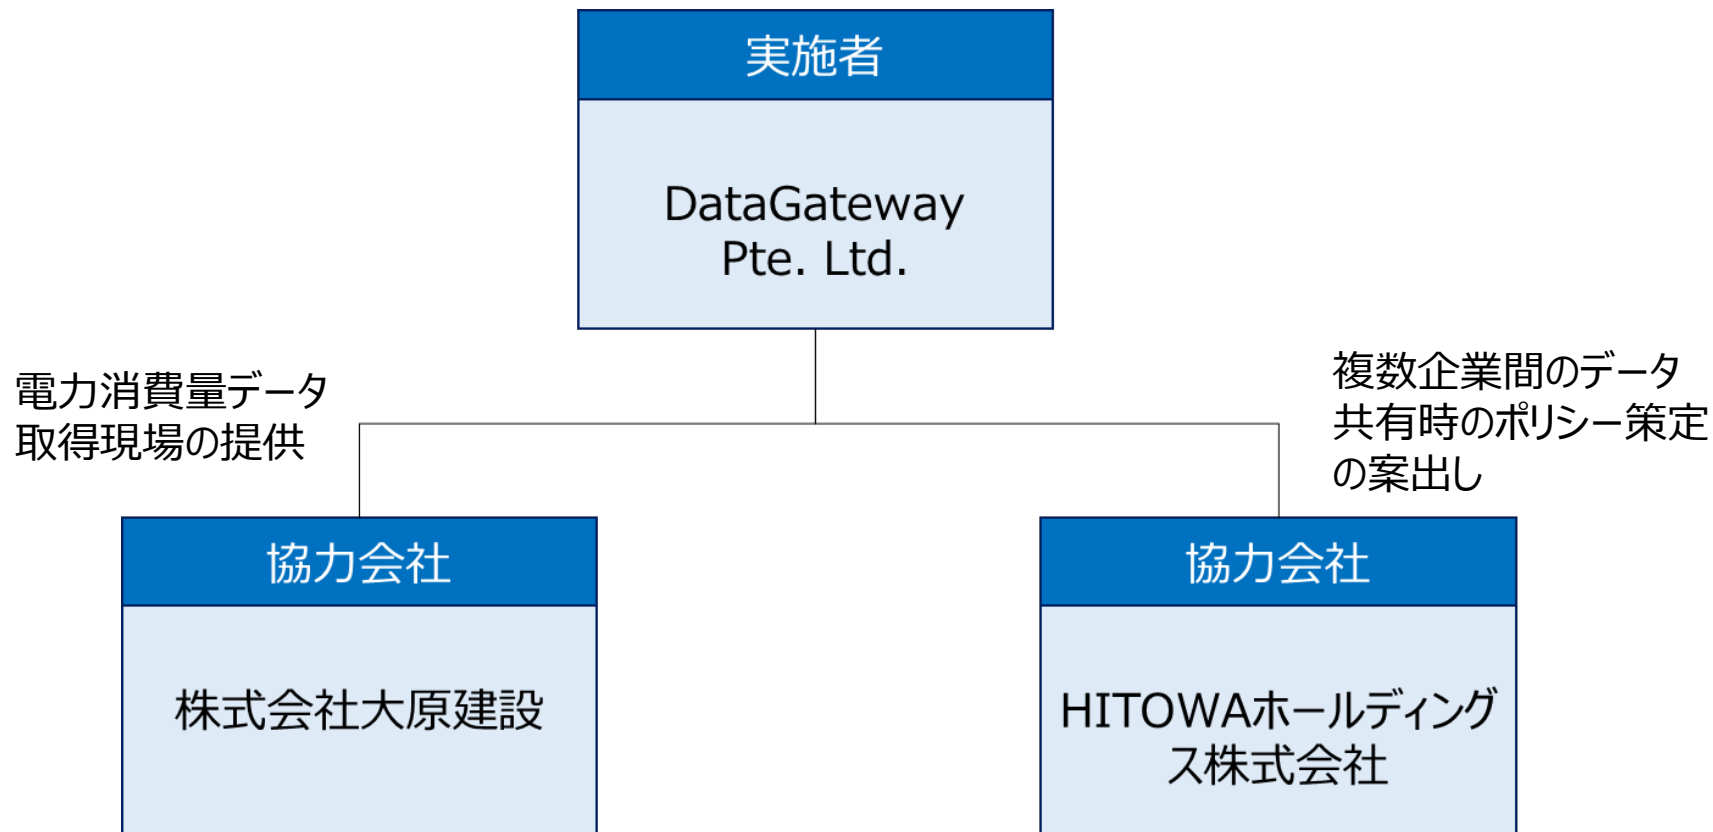 実施者
DataGateway
Pte. Ltd.
電力消費量データ
取得現場の提供
複数企業間のデータ
共有時のポリシー策定
の案出し
協力会社
株式会社大原建設
協力会社
HITOWAホールディング
ス株式会社